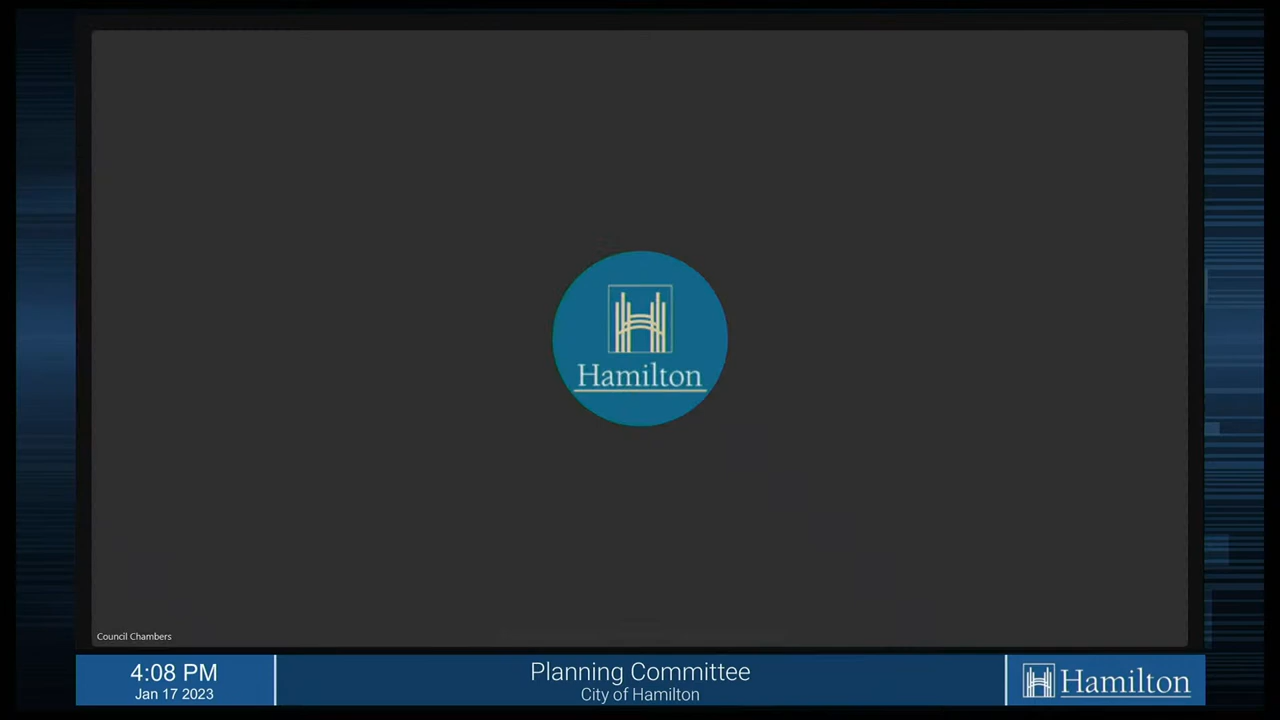 Hamilton
Council Chambers
4:08 PM
Jan 17 2023
Planning Committee
City of Hamilton
Hamilton